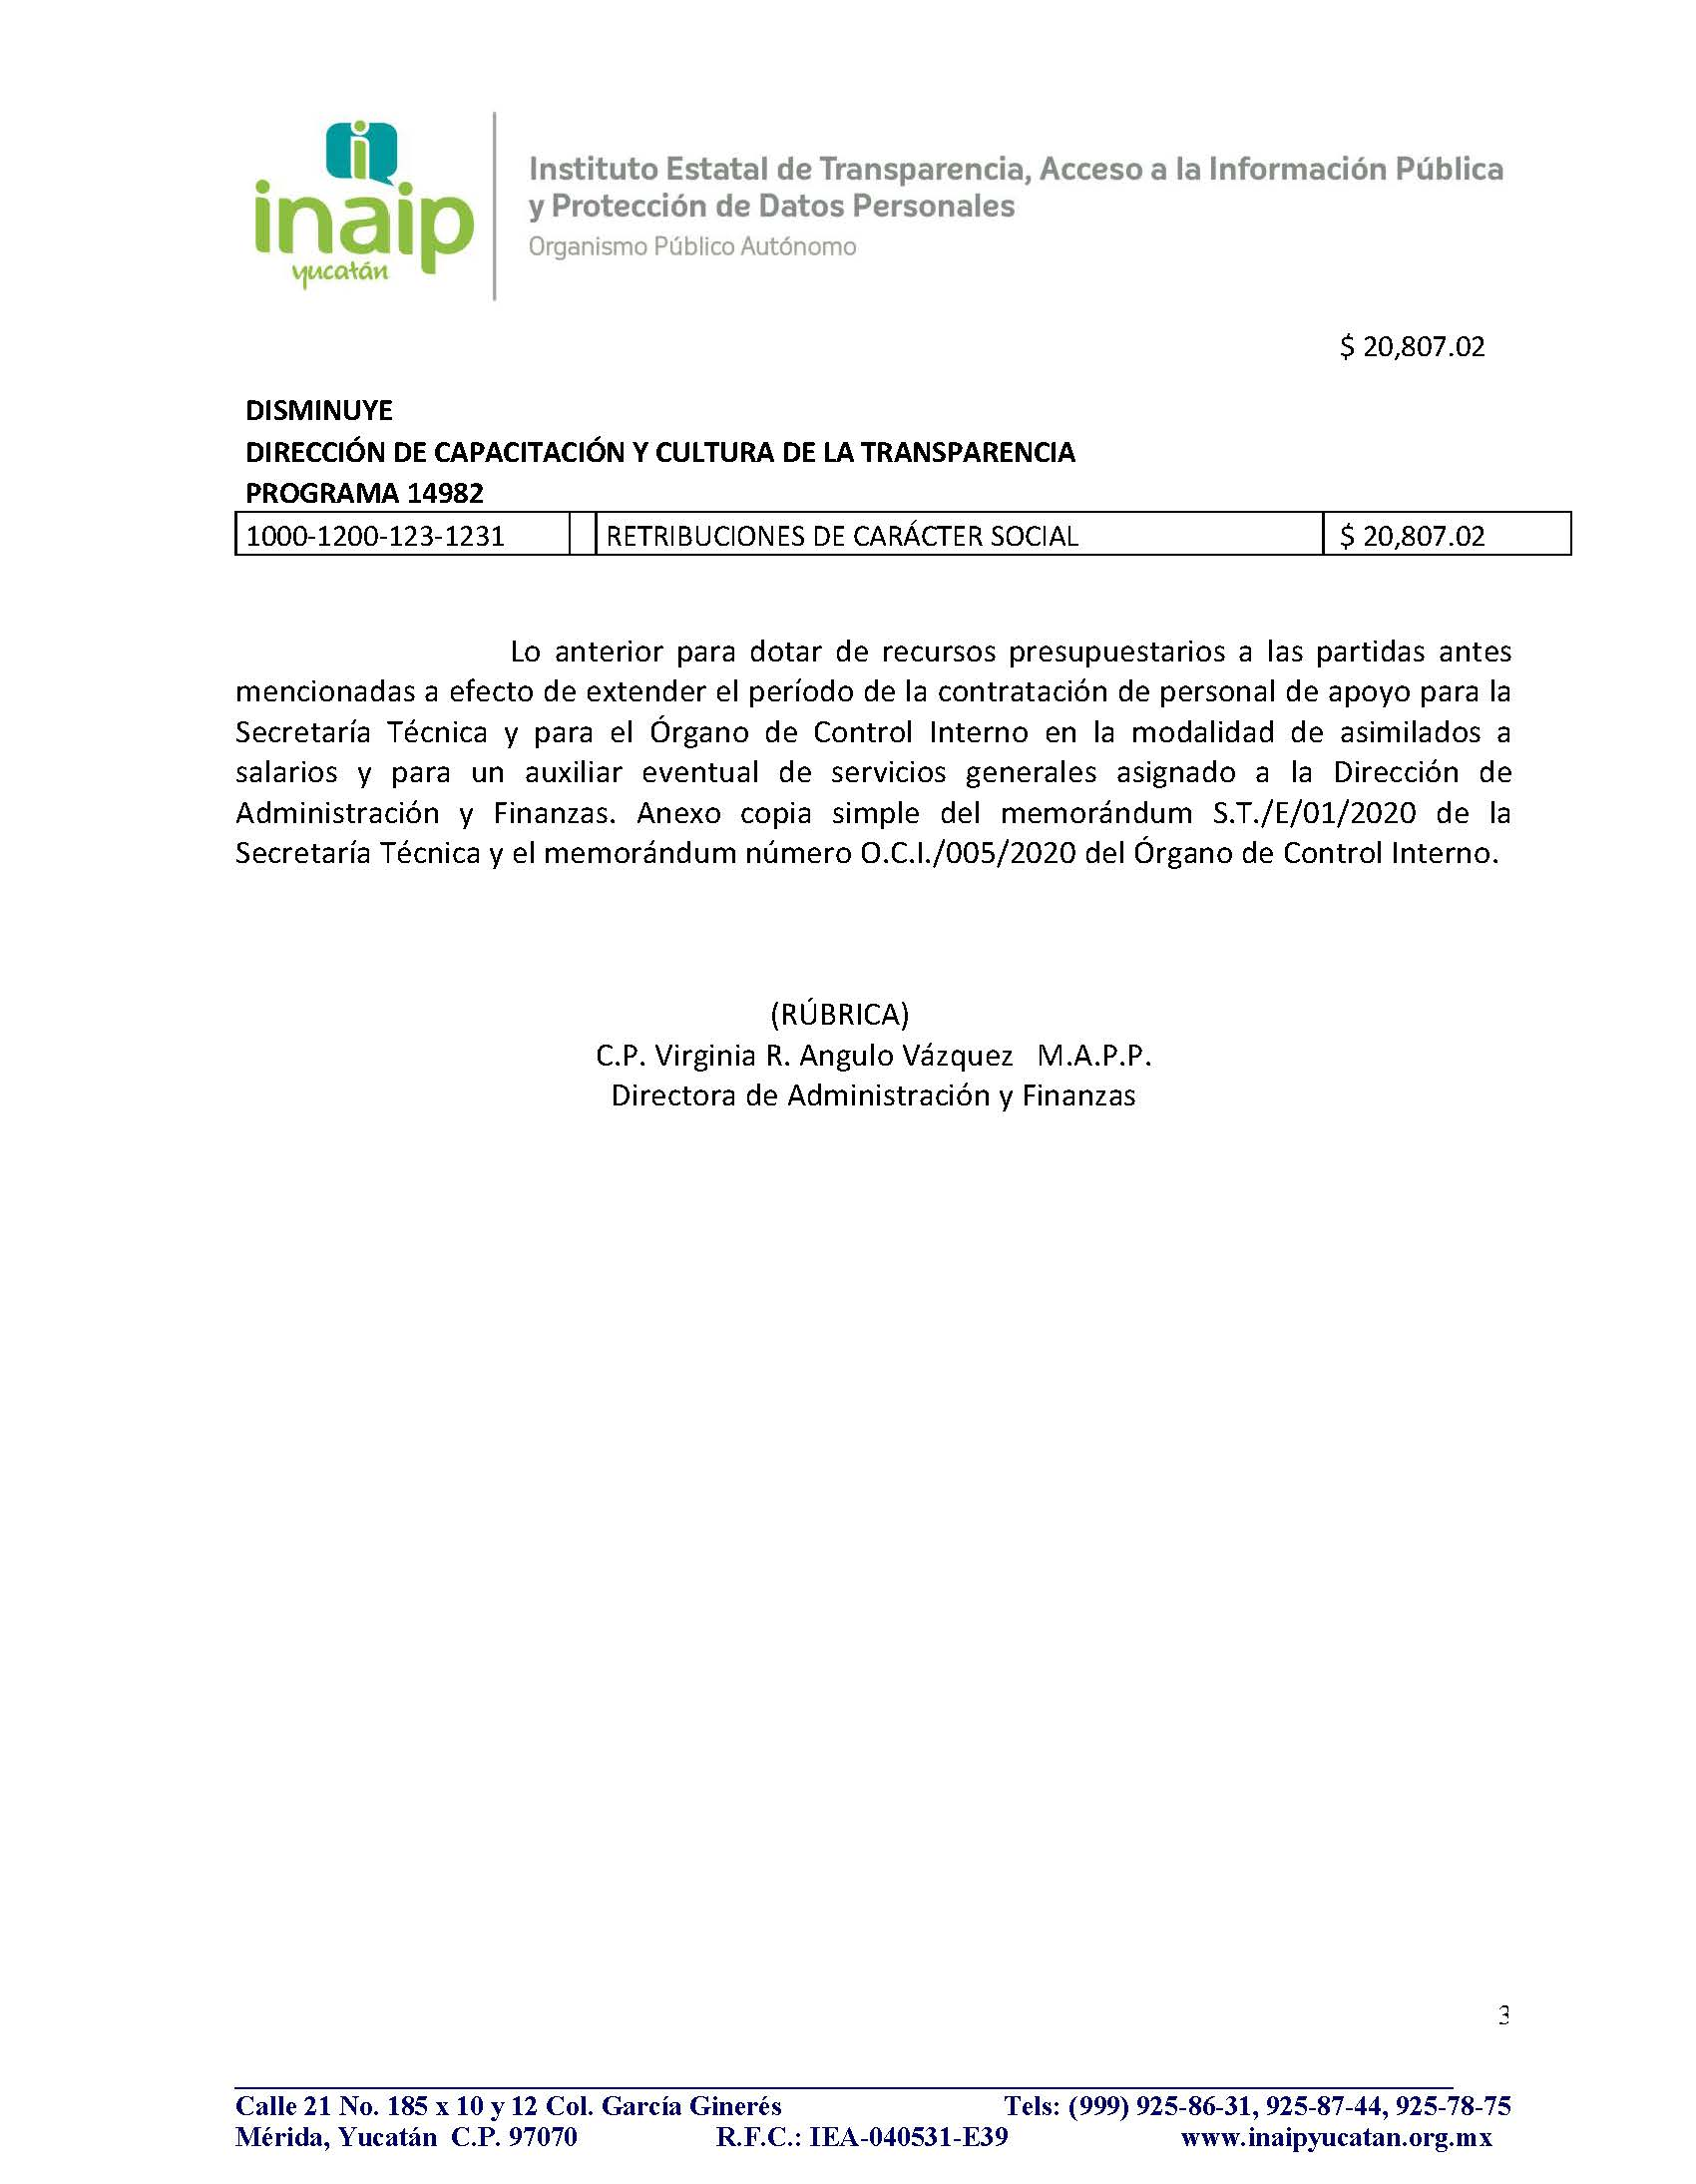 i
inaip
yucatán
Instituto Estatal de Transparencia, Acceso a la Información Pública
y Protección de Datos Personales
Organismo Público Autónomo
$ 20,807.02
DISMINUYE
DIRECCIÓN DE CAPACITACIÓN Y CULTURA DE LA TRANSPARENCIA
PROGRAMA 14982
1000-1200-123-1231 RETRIBUCIONES DE CARÁCTER SOCIAL $ 20,807.02
Lo anterior para dotar de recursos presupuestarios a las partidas antes
mencionadas a efecto de extender el período de la contratación de personal de apoyo para la
Secretaría Técnica y para el Órgano de Control Interno en la modalidad de asimilados a
salarios y para un auxiliar eventual de servicios generales asignado a la Dirección de
Administración y Finanzas. Anexo copia simple del memorándum S.T./E/01/2020 de la
Secretaría Técnica y el memorándum número O.C.I./005/2020 del Órgano de Control Interno.
(RÚBRICA)
C.P. Virginia R. Angulo Vázquez M.A.P.P.
Directora de Administración y Finanzas
3
Calle 21 No. 185 x 10 y 12 Col. García Ginerés Tels: (999) 925-86-31, 925-87-44, 925-78-75
Mérida, Yucatán C.P. 97070 R.F.C.: IEA-040531-E39 www.inaipyucatan.org.mx